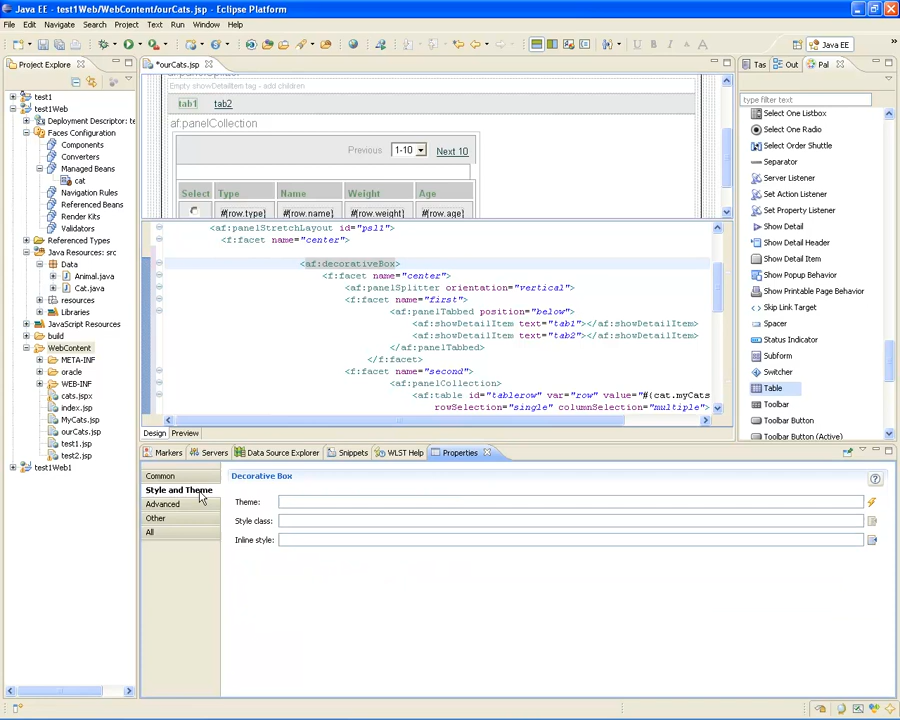 Java EE - test1Web/WebContent/ourCats.jsp - Eclipse Platform
File Edit Navigate Search Project Text Run Window Help
Java EE
Project Explore
*ourCats.jsp
Tas Out Pal
type filter text
test1
test1Web
Deployment Descriptor: te
Faces Configuration
Components
Converters
Managed Beans
cat
Navigation Rules
Referenced Beans
Render Kits
Validators
Referenced Types
Java Resources: src
Data
Animal.java
Cat.java
resources
Libraries
JavaScript Resources
build
WebContent
META-INF
oracle
WEB-INF
cats.jspx
index.jsp
MyCats.jsp
ourCats.jsp
test1.jsp
test2.jsp
test1Web1
Empty showDetailItem tag - add children
tab1 tab2
af:panelCollection
Previous 1-10 Next 10
Select Type Name Weight Age
#{row.type} #{row.name} #{row.weight} #{row.age}
<af:panelStretchLayout id="psl1">
<f:facet name="center">
<af:decorativeBox>
<f:facet name="center">
<af:panelSplitter orientation="vertical">
<f:facet name="first">
<af:panelTabbed position="below">
<af:showDetailItem text="tab1"></af:showDetailItem>
<af:showDetailItem text="tab2"></af:showDetailItem>
</af:panelTabbed>
</f:facet>
<f:facet name="second">
<af:panelCollection>
<af:table id="tablerow" var="row" value="#{cat.myCats
rowSelection="single" columnSelection="multiple">
Design Preview
Select One Listbox
Select One Radio
Select Order Shuttle
Separator
Server Listener
Set Action Listener
Set Property Listener
Show Detail
Show Detail Header
Show Detail Item
Show Popup Behavior
Show Printable Page Behavior
Skip Link Target
Spacer
Status Indicator
Subform
Switcher
Table
Toolbar
Toolbar Button
Toolbar Button (Active)
Markers Servers Data Source Explorer Snippets WLST Help Properties
Common
Style and Theme
Advanced
Other
All
Decorative Box
Theme:
Style class:
Inline style: